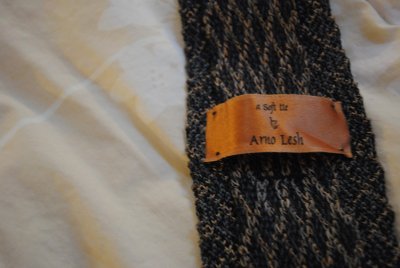 a soft tie
by
Arno Lesh